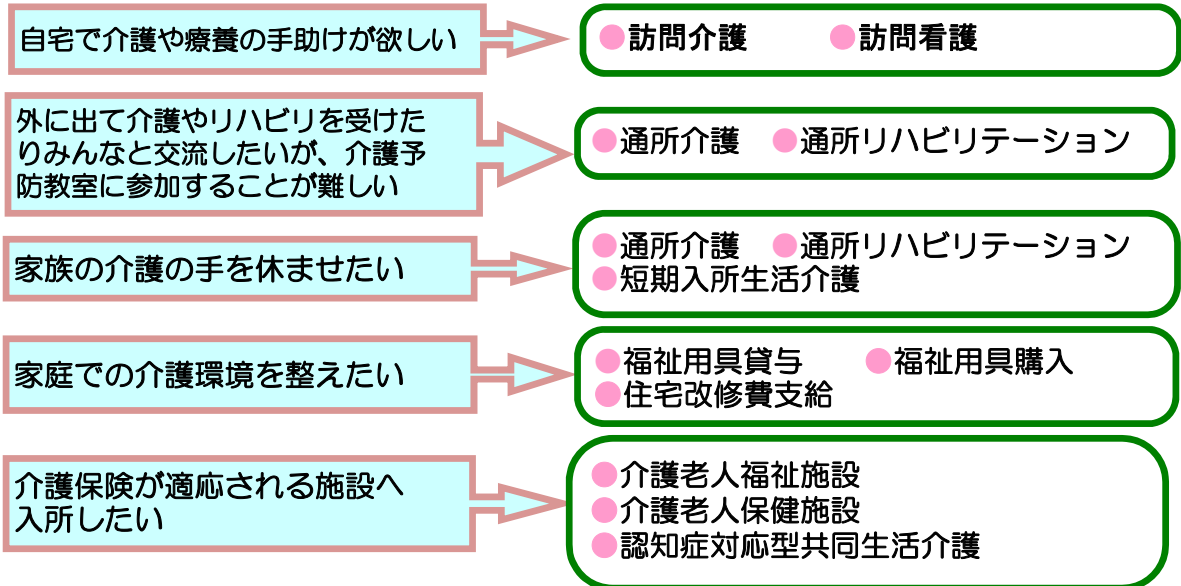 自宅で介護や療養の手助けが欲しい
●訪問介護 ●訪問看護
外に出て介護やリハビリを受けた
りみんなと交流したいが、介護予
防教室に参加することが難しい
●通所介護 ●通所リハビリテーション
家族の介護の手を休ませたい
●通所介護 ●通所リハビリテーション
●短期入所生活介護
家庭での介護環境を整えたい
●福祉用具貸与 ●福祉用具購入
●住宅改修費支給
介護保険が適応される施設へ
入所したい
●介護老人福祉施設
●介護老人保健施設
●認知症対応型共同生活介護